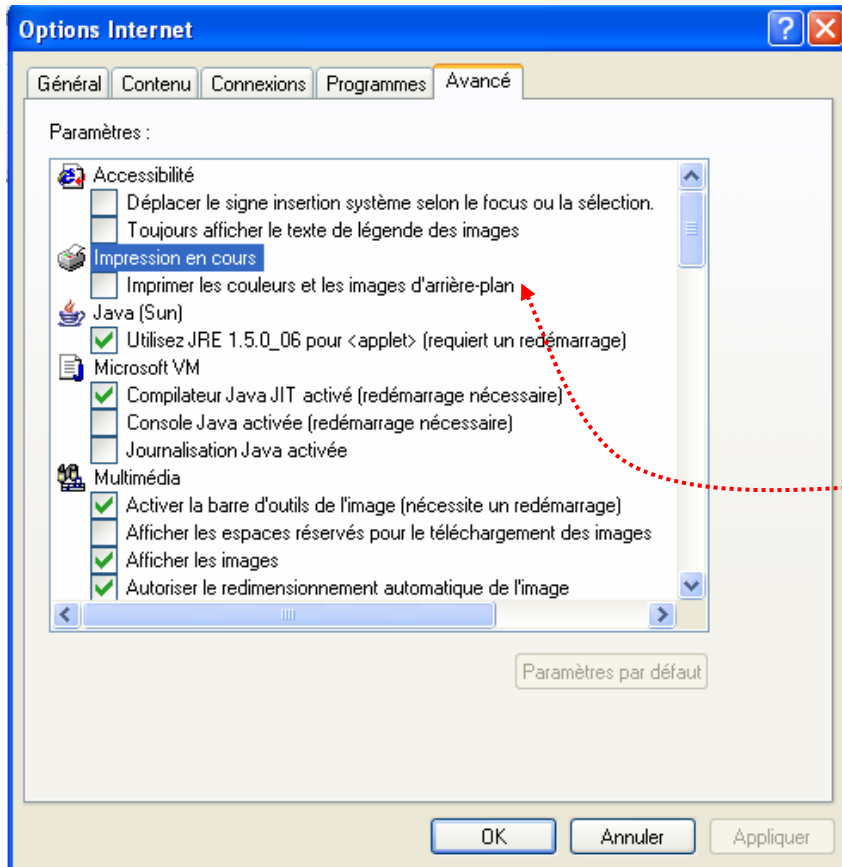 Options Internet
Général Contenu Connexions Programmes Avancé
Paramètres :
Accessibilité
Déplacer le signe insertion système selon le focus ou la sélection.
Toujours afficher le texte de légende des images
Impression en cours
Imprimer les couleurs et les images d'arrière-plan
Java (Sun)
Utilisez JRE 1.5.0_06 pour <applet> (requiert un redémarrage)
Microsoft VM
Compilateur Java JIT activé (redémarrage nécessaire)
Console Java activée (redémarrage nécessaire)
Journalisation Java activée
Multimédia
Activer la barre d'outils de l'image (nécessite un redémarrage)
Afficher les espaces réservés pour le téléchargement des images
Afficher les images
Autoriser le redimensionnement automatique de l'image
Paramètres par défaut
OK Annuler Appliquer